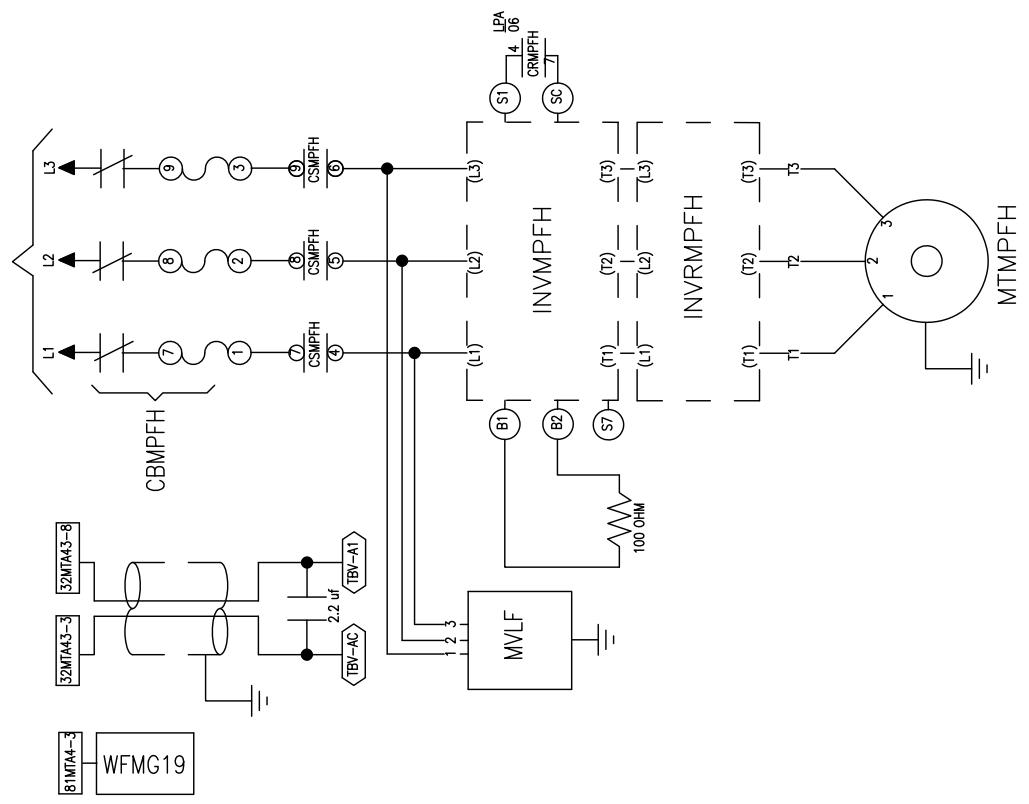 L1
L2
L3
7
8
9
1
2
3
CBMPFH
7
8
9
CSMPFH
CSMPFH
CSMPFH
4
5
6
LPA
06
4
CRMPFH
7
S1
SC
(L1)
(L2)
(L3)
INVMPFH
B1
B2
S7
(T1)
(T2)
(T3)
100 OHM
(L1)
(L2)
(L3)
INVRMPFH
(T1)
(T2)
(T3)
T1
T2
T3
1
2
3
MTMPFH
81MTA4-3
WFMG19
32MTA43-3
32MTA43-8
2.2 uf
TBV-AC
TBV-A1
1
2
3
MVLF